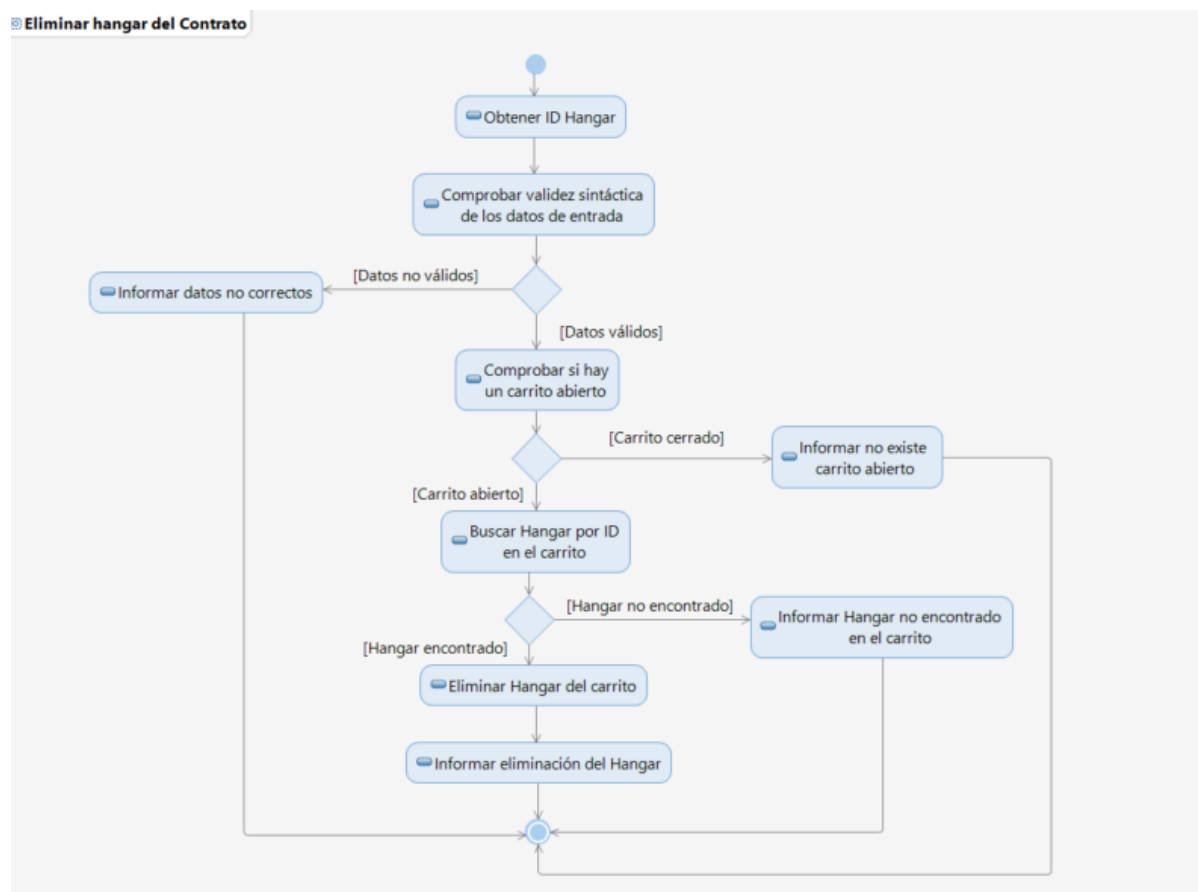 Eliminar hangar del Contrato
Obtener ID Hangar
Comprobar validez sintáctica
de los datos de entrada
[Datos no válidos]
Informar datos no correctos
[Datos válidos]
Comprobar si hay
un carrito abierto
[Carrito cerrado]
Informar no existe
carrito abierto
[Carrito abierto]
Buscar Hangar por ID
en el carrito
[Hangar no encontrado]
Informar Hangar no encontrado
en el carrito
[Hangar encontrado]
Eliminar Hangar del carrito
Informar eliminación del Hangar